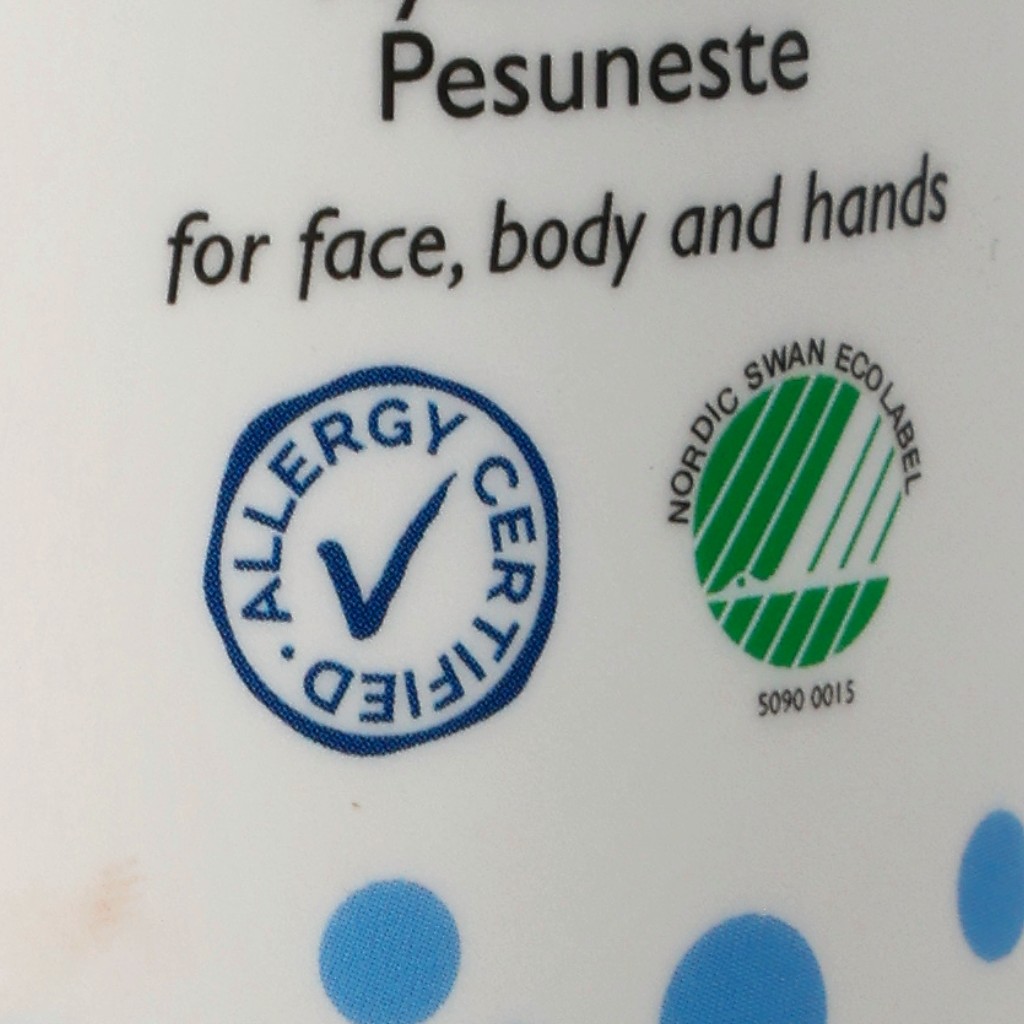 Pesuneste
for face, body and hands
ALLERGY CERTIFIED ·
NORDIC SWAN ECOLABEL
5090 0015